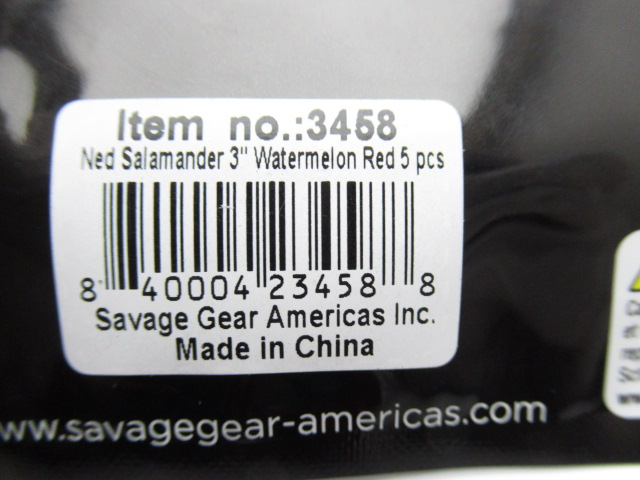 Item no.:3458
Ned Salamander 3" Watermelon Red 5 pcs
8 40004 23458 8
Savage Gear Americas Inc.
Made in China
www.savagegear-americas.com